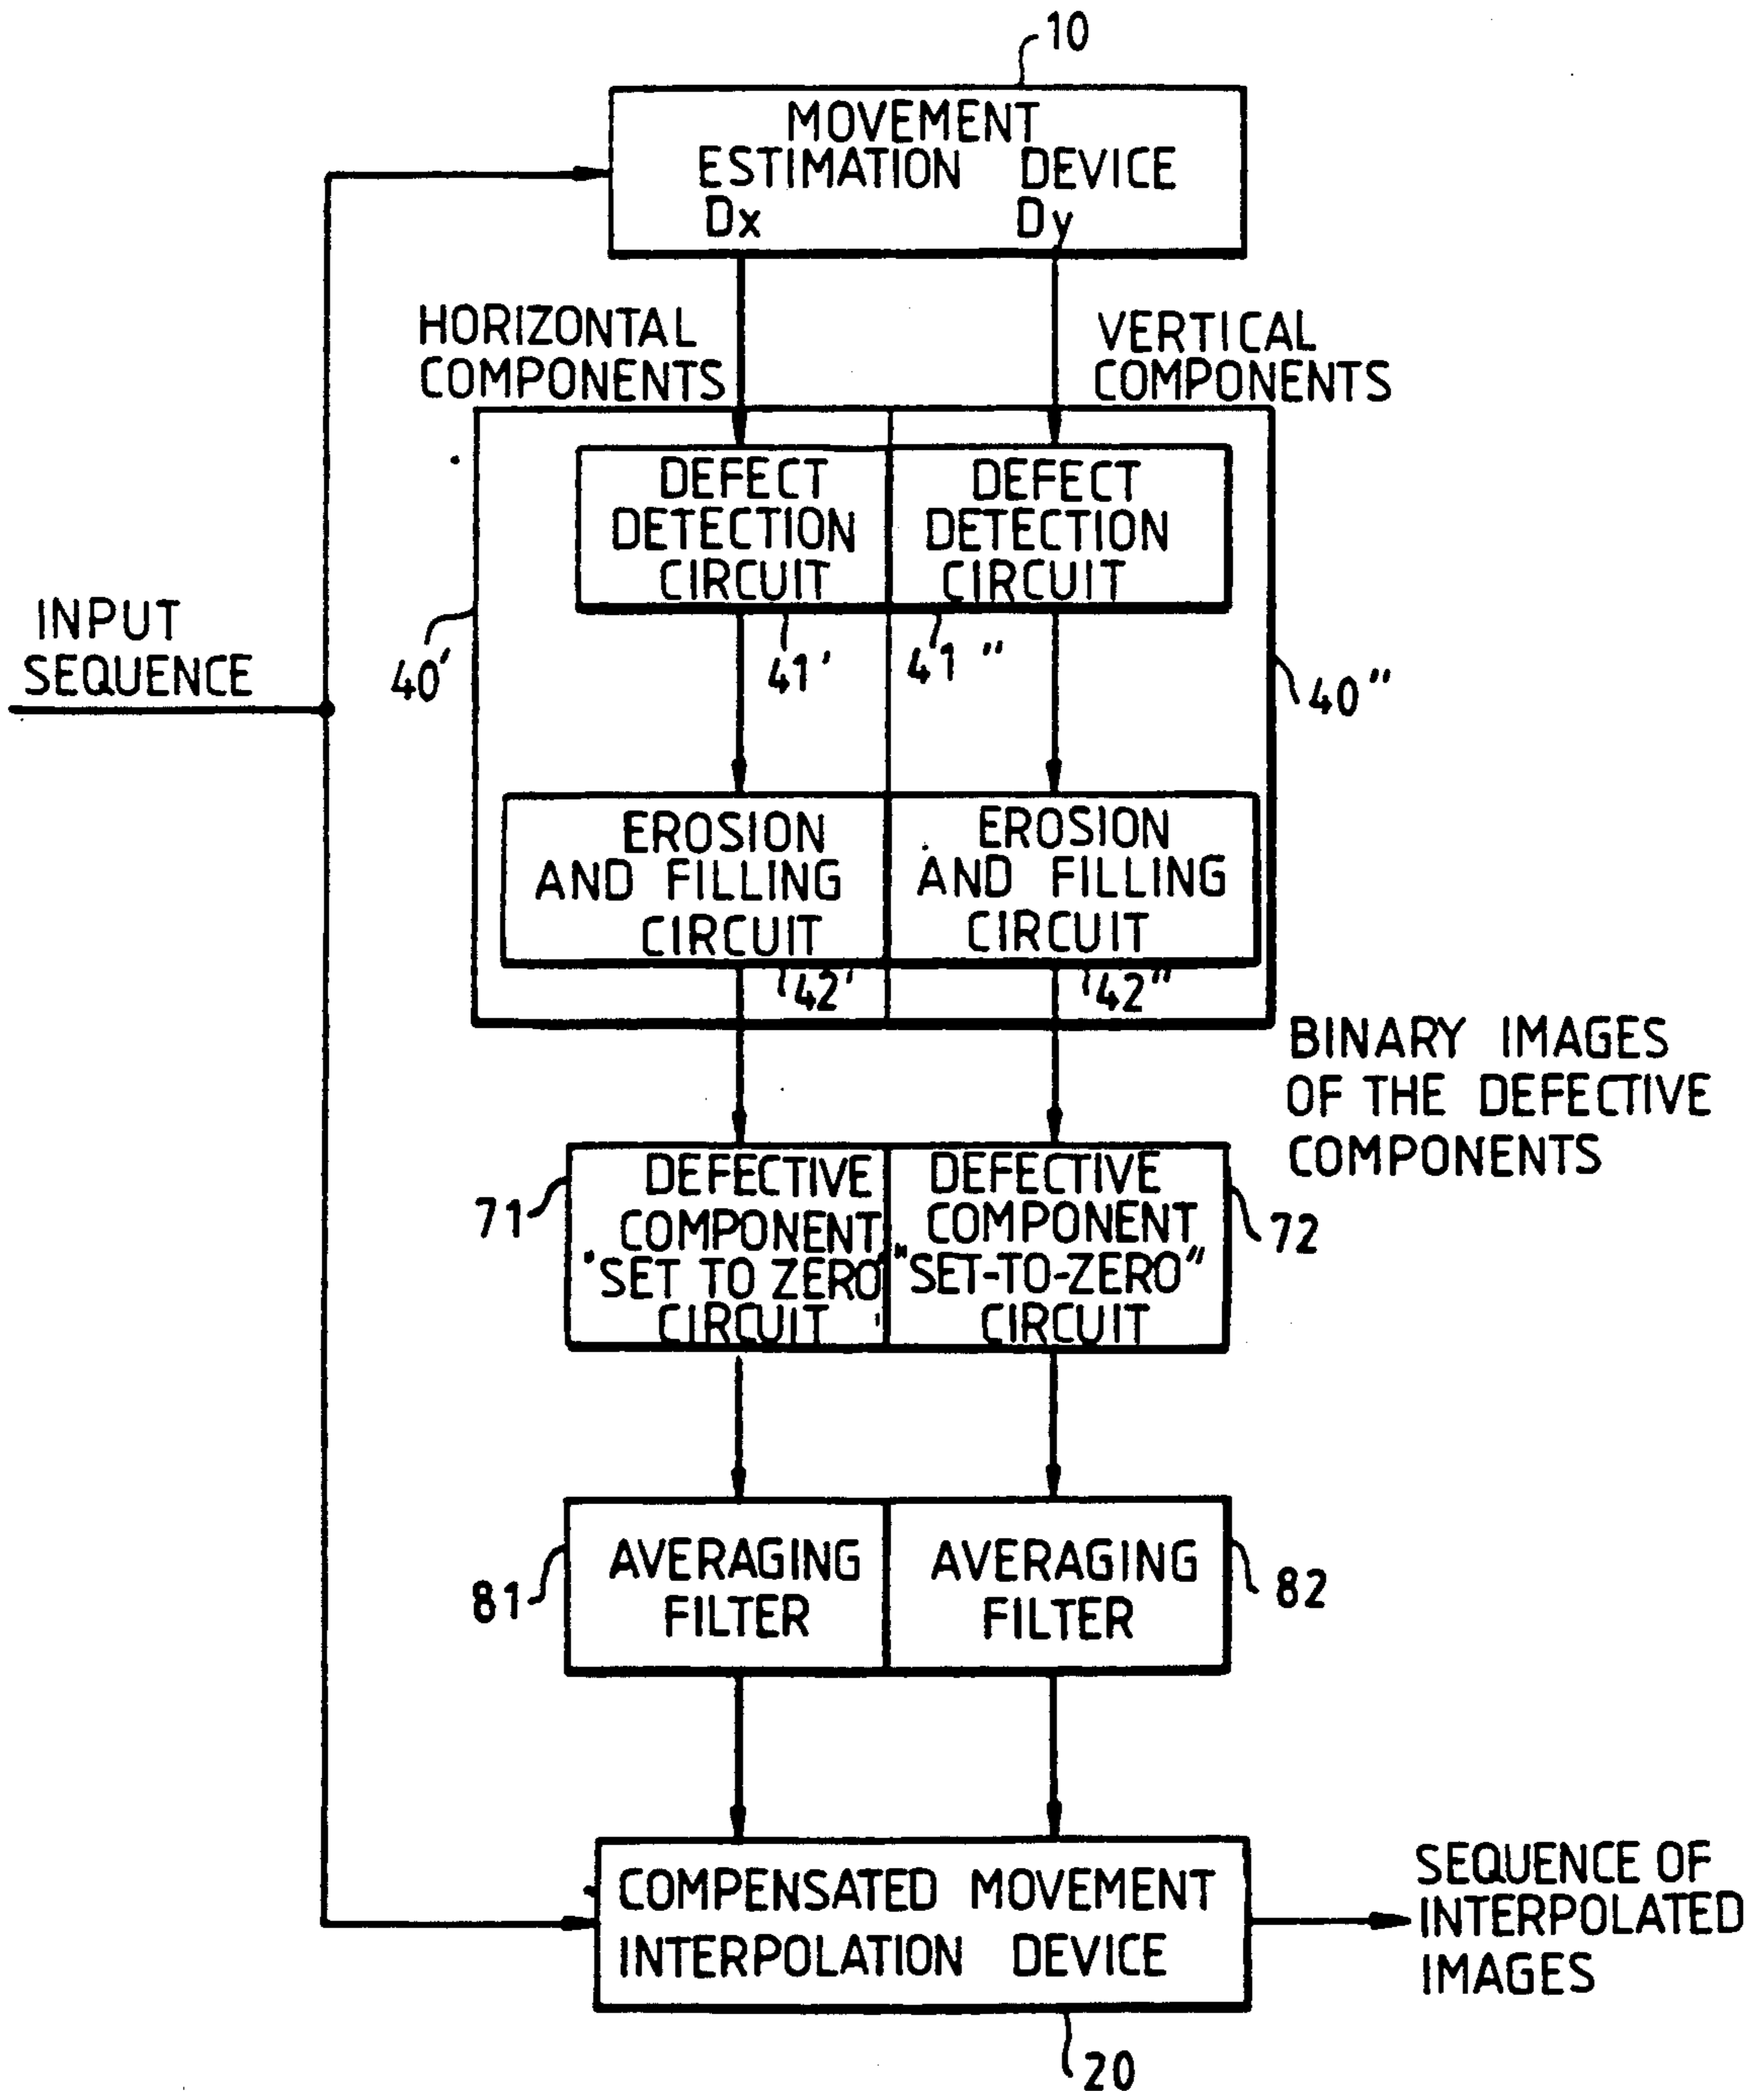 10
MOVEMENT
ESTIMATION DEVICE
Dx Dy
HORIZONTAL
COMPONENTS
VERTICAL
COMPONENTS
DEFECT
DETECTION
CIRCUIT
DEFECT
DETECTION
CIRCUIT
INPUT
SEQUENCE
40'
41'
41"
40"
EROSION
AND FILLING
CIRCUIT
EROSION
AND FILLING
CIRCUIT
42'
42"
BINARY IMAGES
OF THE DEFECTIVE
COMPONENTS
71
DEFECTIVE
COMPONENT
"SET TO ZERO"
CIRCUIT
DEFECTIVE
COMPONENT
"SET-TO-ZERO"
CIRCUIT
72
81
AVERAGING
FILTER
AVERAGING
FILTER
82
COMPENSATED MOVEMENT
INTERPOLATION DEVICE
SEQUENCE OF
INTERPOLATED
IMAGES
20